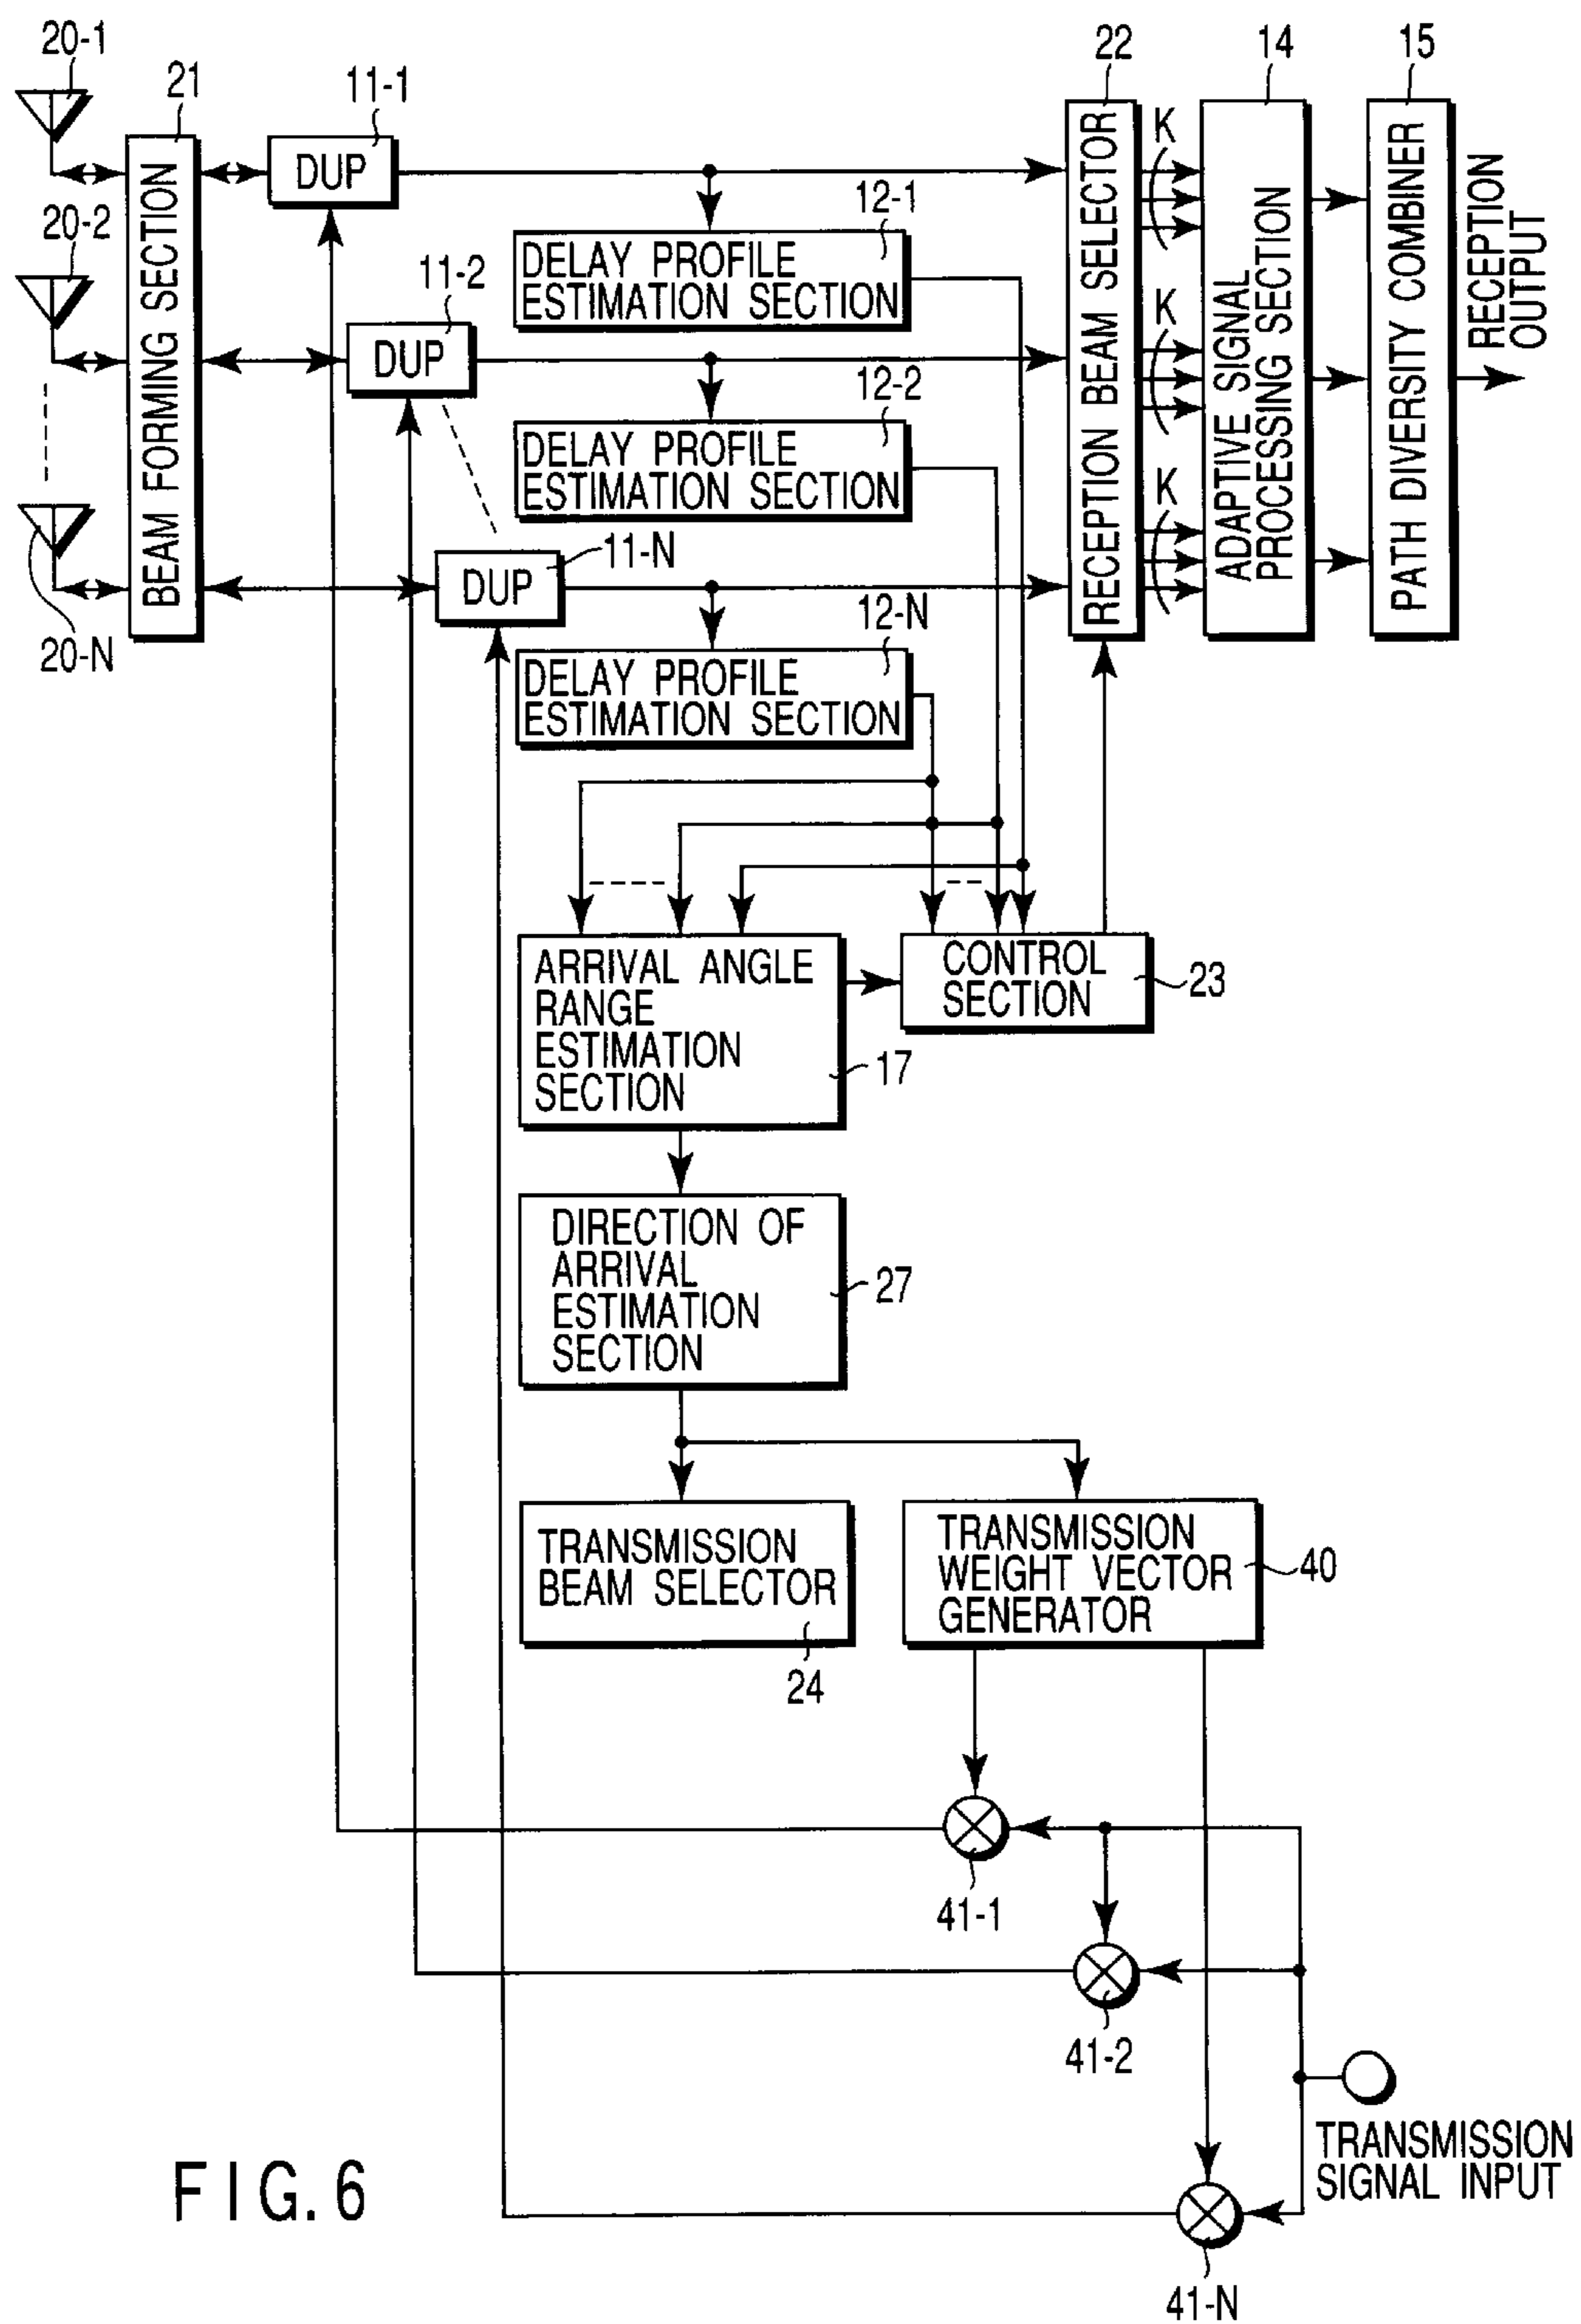 20-1
21
11-1
22
14
15
DUP
BEAM FORMING SECTION
RECEPTION BEAM SELECTOR
K
ADAPTIVE SIGNAL
PROCESSING SECTION
PATH DIVERSITY COMBINER
RECEPTION
OUTPUT
20-2
12-1
DELAY PROFILE
ESTIMATION SECTION
11-2
DUP
K
12-2
DELAY PROFILE
ESTIMATION SECTION
K
11-N
DUP
20-N
12-N
DELAY PROFILE
ESTIMATION SECTION
ARRIVAL ANGLE
RANGE
ESTIMATION
SECTION
17
CONTROL
SECTION
23
DIRECTION OF
ARRIVAL
ESTIMATION
SECTION
27
TRANSMISSION
BEAM SELECTOR
24
TRANSMISSION
WEIGHT VECTOR
GENERATOR
40
41-1
41-2
TRANSMISSION
SIGNAL INPUT
41-N
FIG. 6